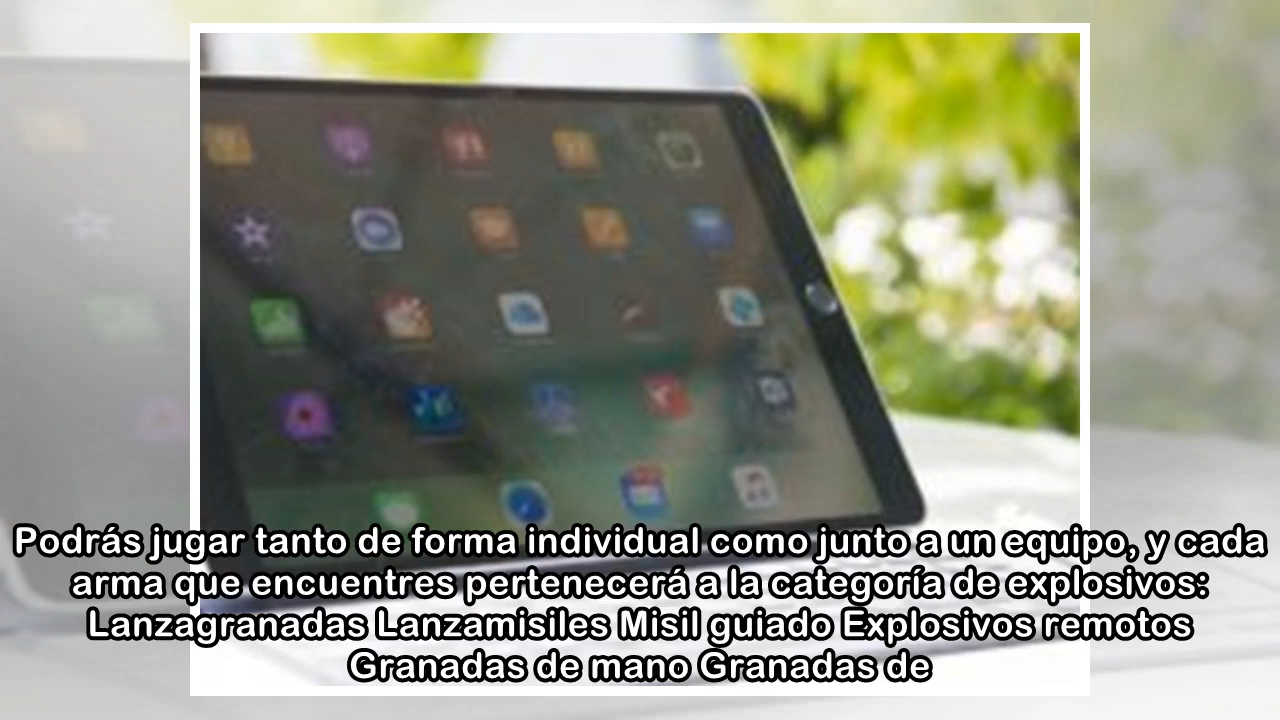 Podrás jugar tanto de forma individual como junto a un equipo, y cada
arma que encuentres pertenecerá a la categoría de explosivos:
Lanzagranadas Lanzamisiles Misil guiado Explosivos remotos
Granadas de mano Granadas de